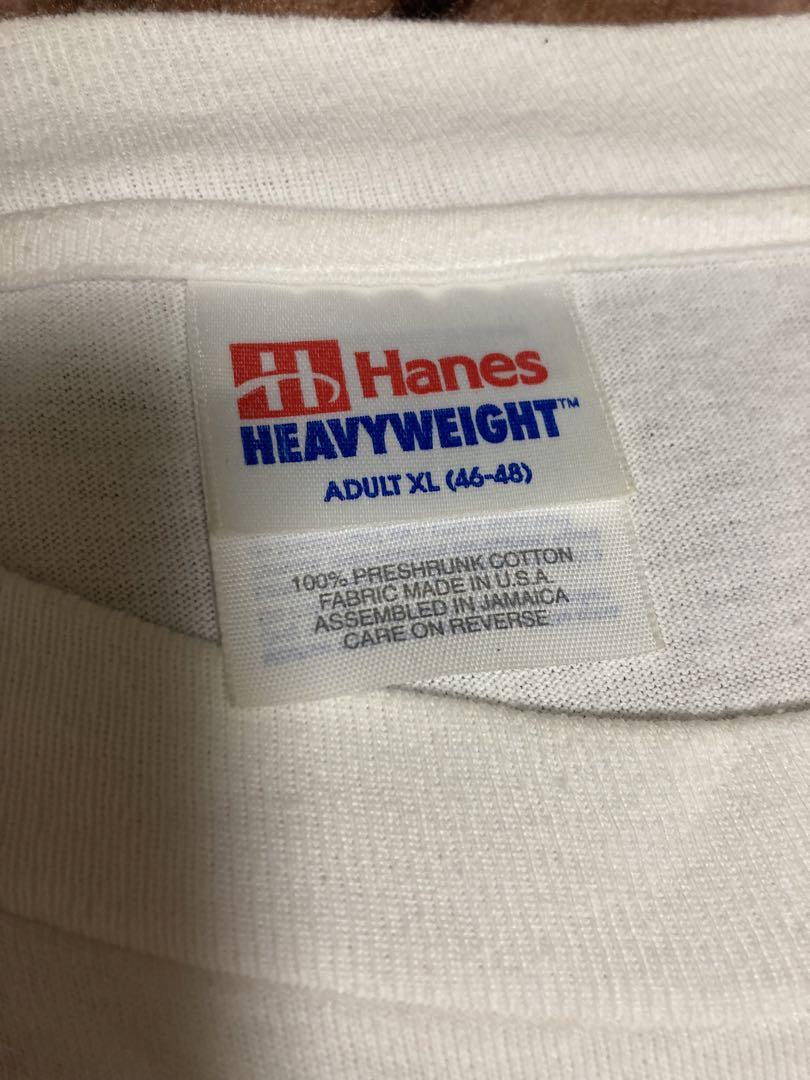 H Hanes
HEAVYWEIGHT™
ADULT XL (46-48)
100% PRESHRUNK COTTON
FABRIC MADE IN U.S.A.
ASSEMBLED IN JAMAICA
CARE ON REVERSE